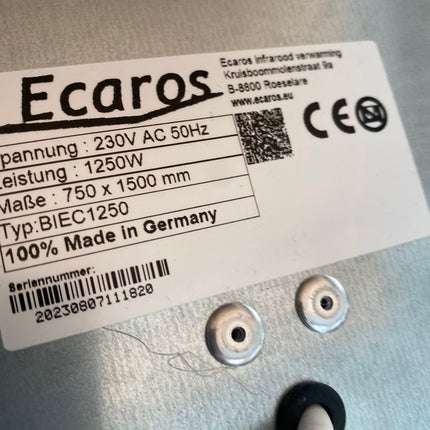 Ecaros
Ecaros infrarood verwarming
Kruisboommolenstraat 9a
B-8800 Roeselare
www.ecaros.eu
pannung : 230V AC 50Hz
eistung : 1250W
Maße : 750 x 1500 mm
Typ:BIEC1250
100% Made in Germany
CE
Seriennummer:
20230807111820